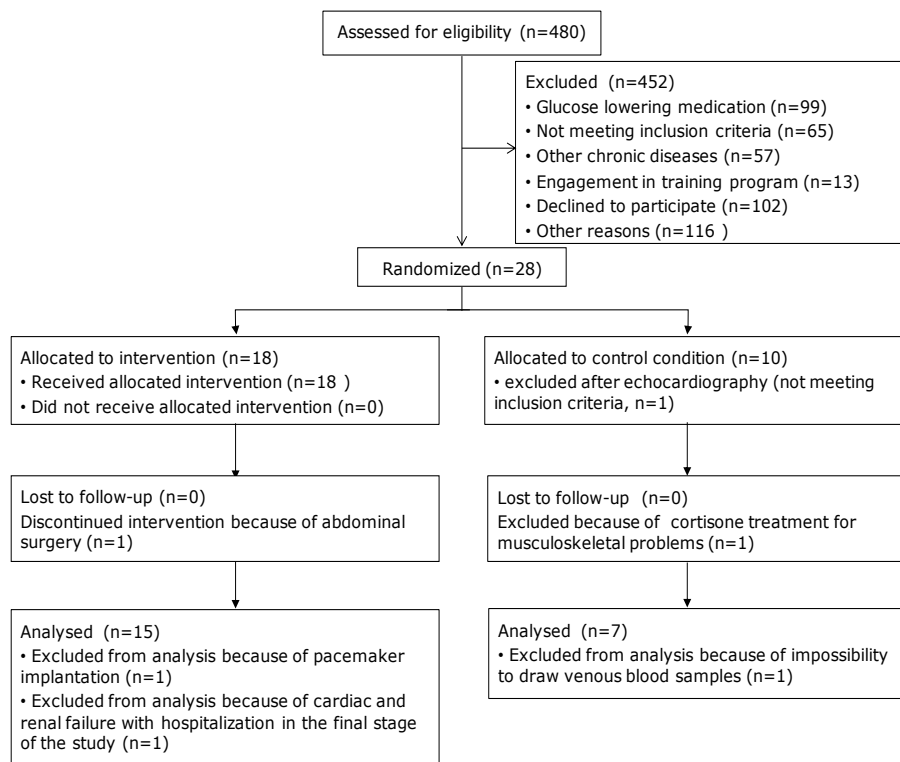 Assessed for eligibility (n=480)
Excluded (n=452)
• Glucose lowering medication (n=99)
• Not meeting inclusion criteria (n=65)
• Other chronic diseases (n=57)
• Engagement in training program (n=13)
• Declined to participate (n=102)
• Other reasons (n=116 )
Randomized (n=28)
Allocated to intervention (n=18)
• Received allocated intervention (n=18 )
• Did not receive allocated intervention (n=0)
Allocated to control condition (n=10)
• excluded after echocardiography (not meeting
inclusion criteria, n=1)
Lost to follow-up (n=0)
Discontinued intervention because of abdominal
surgery (n=1)
Lost to follow-up (n=0)
Excluded because of cortisone treatment for
musculoskeletal problems (n=1)
Analysed (n=15)
• Excluded from analysis because of pacemaker
implantation (n=1)
• Excluded from analysis because of cardiac and
renal failure with hospitalization in the final stage
of the study (n=1)
Analysed (n=7)
• Excluded from analysis because of impossibility
to draw venous blood samples (n=1)